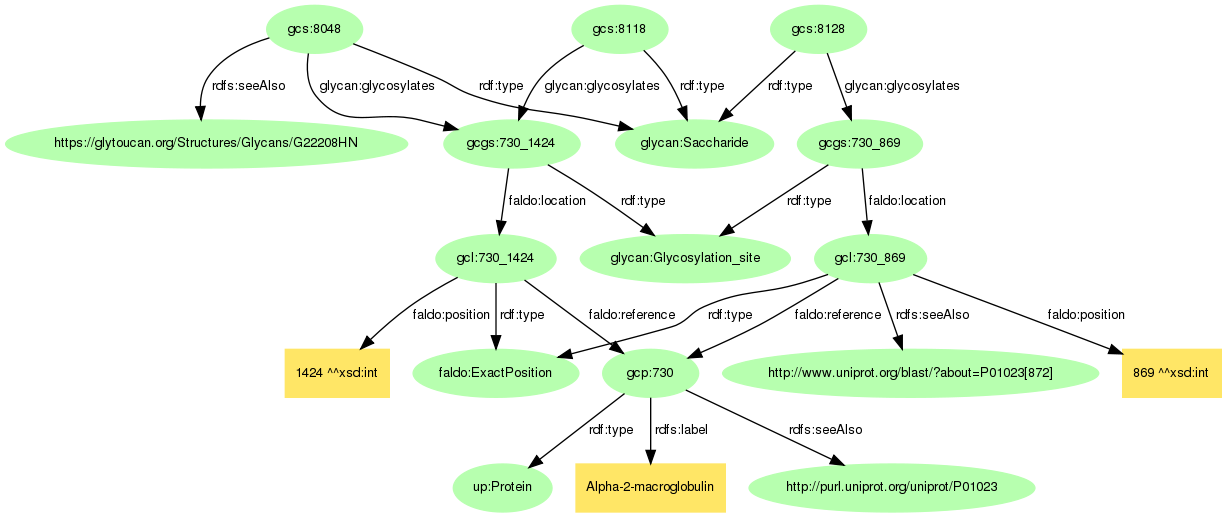 gcs:8048
gcs:8118
gcs:8128
rdfs:seeAlso
glycan:glycosylates
rdf:type
glycan:glycosylates
rdf:type
rdf:type
glycan:glycosylates
https://glytoucan.org/Structures/Glycans/G22208HN
gcgs:730_1424
glycan:Saccharide
gcgs:730_869
faldo:location
rdf:type
rdf:type
faldo:location
gcl:730_1424
glycan:Glycosylation_site
gcl:730_869
faldo:position
rdf:type
faldo:reference
rdf:type
faldo:reference
rdfs:seeAlso
faldo:position
1424 ^^xsd:int
faldo:ExactPosition
gcp:730
http://www.uniprot.org/blast/?about=P01023[872]
869 ^^xsd:int
rdf:type
rdfs:label
rdfs:seeAlso
up:Protein
Alpha-2-macroglobulin
http://purl.uniprot.org/uniprot/P01023